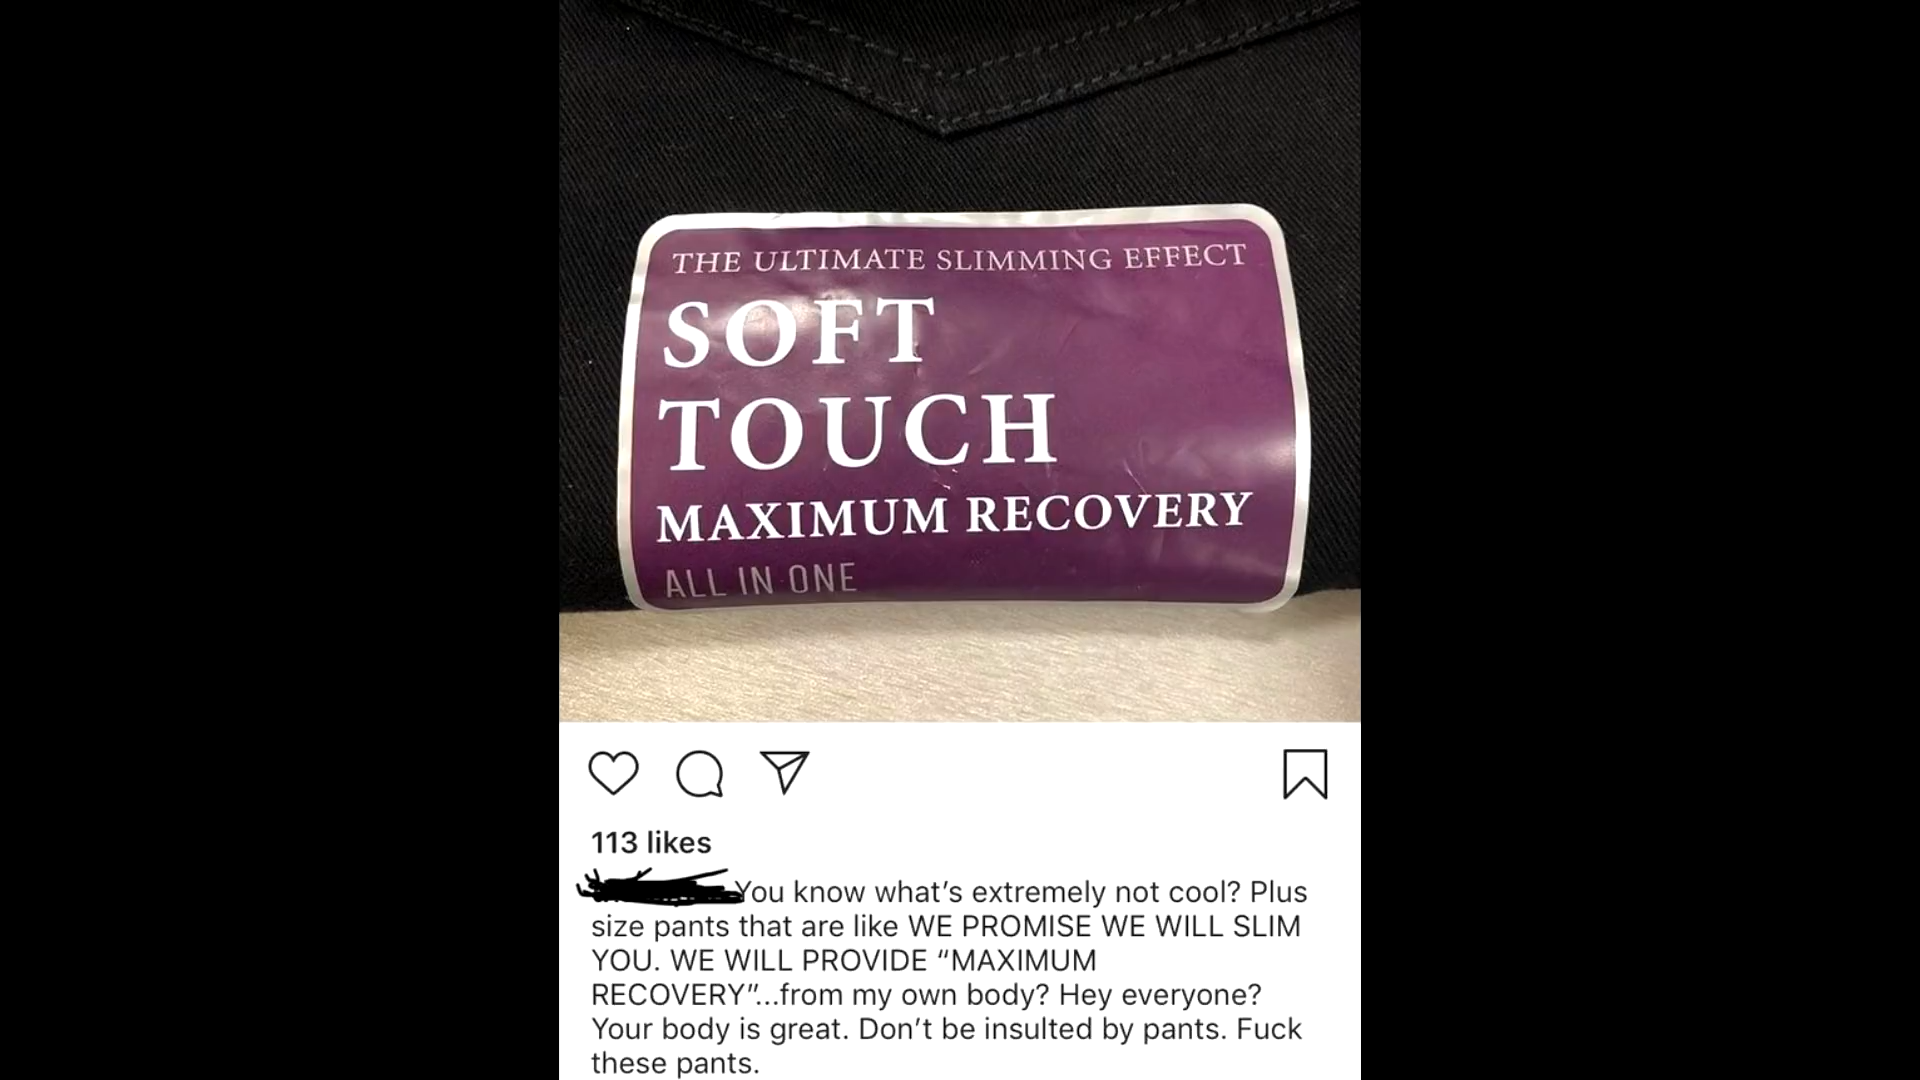 THE ULTIMATE SLIMMING EFFECT
SOFT
TOUCH
MAXIMUM RECOVERY
ALL IN ONE
113 likes
You know what’s extremely not cool? Plus
size pants that are like WE PROMISE WE WILL SLIM
YOU. WE WILL PROVIDE “MAXIMUM
RECOVERY”...from my own body? Hey everyone?
Your body is great. Don’t be insulted by pants. Fuck
these pants.